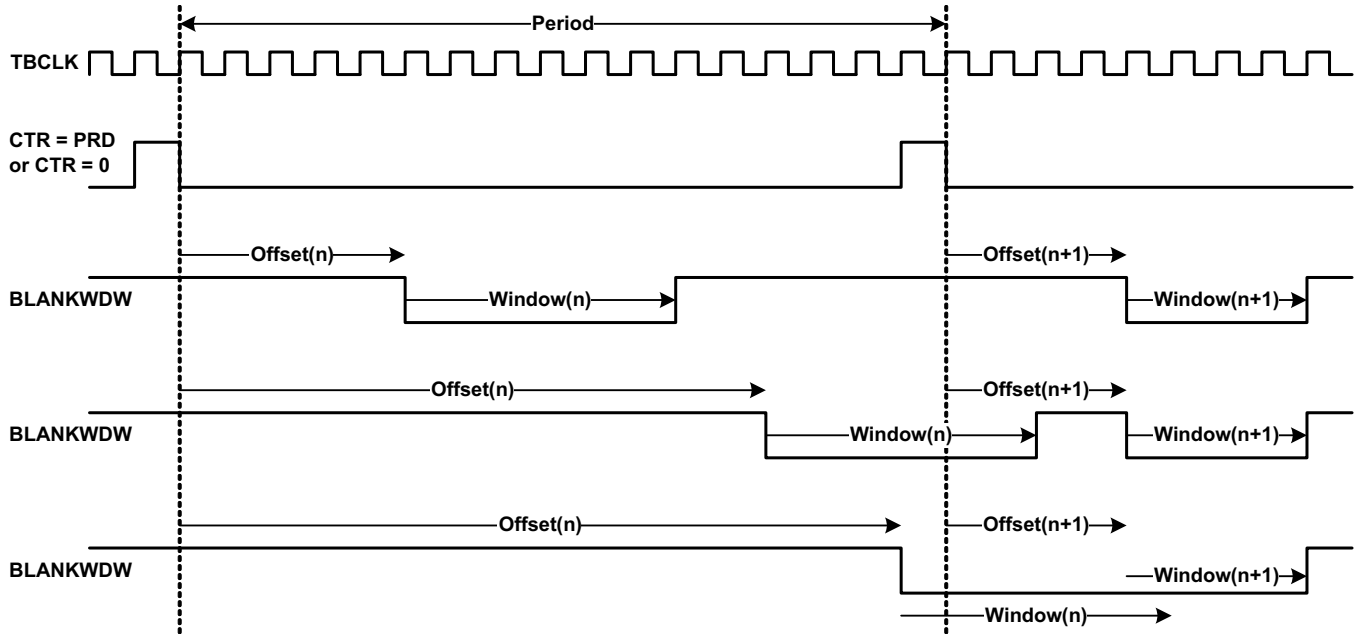 Period
TBCLK
CTR = PRD
or CTR = 0
Offset(n)
Offset(n+1)
BLANKWDW
Window(n)
Window(n+1)
Offset(n)
Offset(n+1)
BLANKWDW
Window(n)
Window(n+1)
Offset(n)
Offset(n+1)
BLANKWDW
Window(n+1)
Window(n)